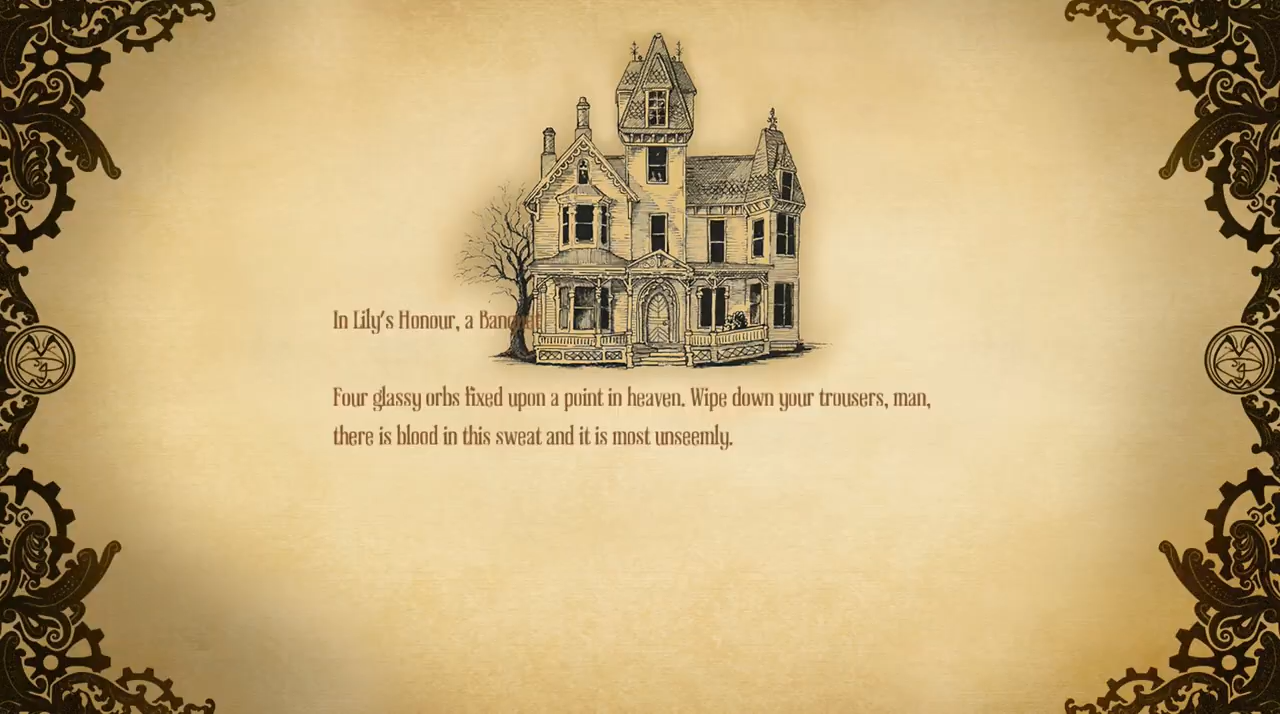 In Lily's Honour, a Banquet
Four glassy orbs fixed upon a point in heaven. Wipe down your trousers, man,
there is blood in this sweat and it is most unseemly.